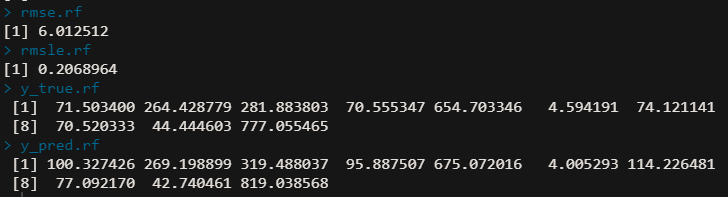 > rmse.rf
[1] 6.012512
> rmsle.rf
[1] 0.2068964
> y_true.rf
[1] 71.503400 264.428779 281.883803 70.555347 654.703346 4.594191 74.121141
[8] 70.520333 44.444603 777.055465
> y_pred.rf
[1] 100.327426 269.198899 319.488037 95.887507 675.072016 4.005293 114.226481
[8] 77.092170 42.740461 819.038568